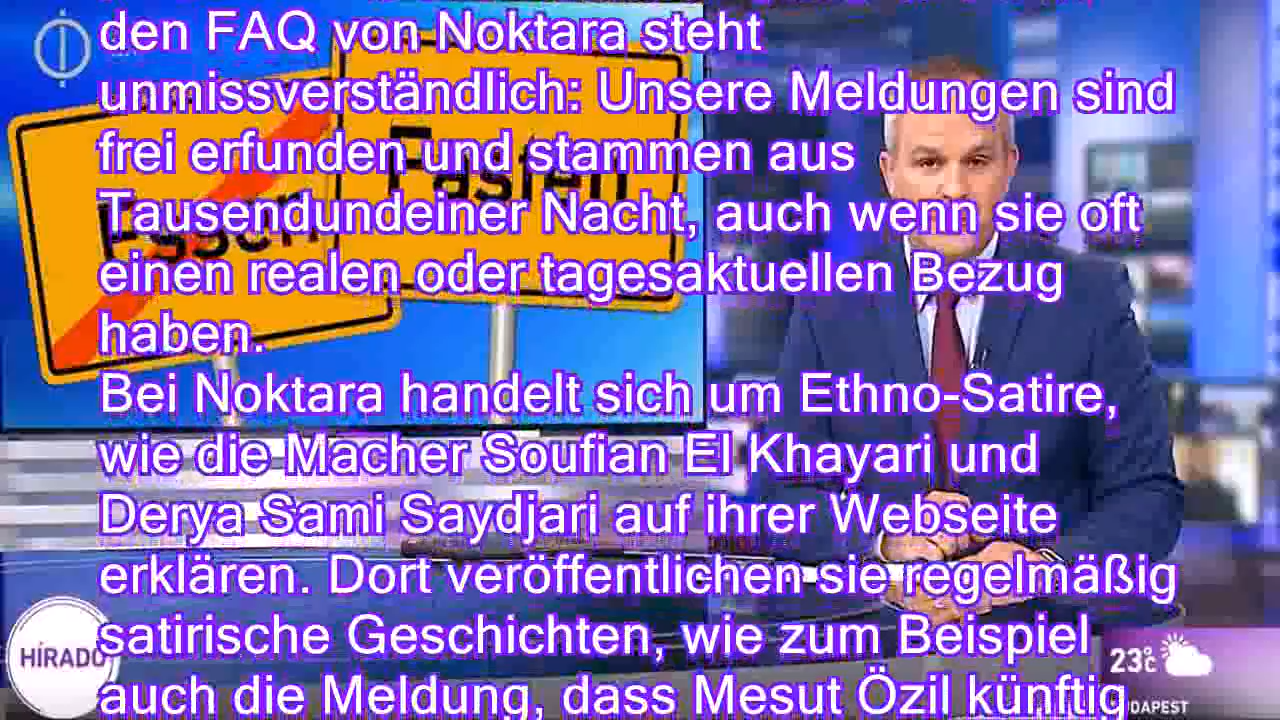 den FAQ von Noktara steht
unmissverständlich: Unsere Meldungen sind
frei erfunden und stammen aus
Tausendundeiner Nacht, auch wenn sie oft
einen realen oder tagesaktuellen Bezug
haben.
Bei Noktara handelt sich um Ethno-Satire,
wie die Macher Soufian El Khayari und
Derya Sami Saydjari auf ihrer Webseite
erklären. Dort veröffentlichen sie regelmäßig
satirische Geschichten, wie zum Beispiel
auch die Meldung, dass Mesut Özil künftig
Essen
Fasten
HÍRADÓ
23°C